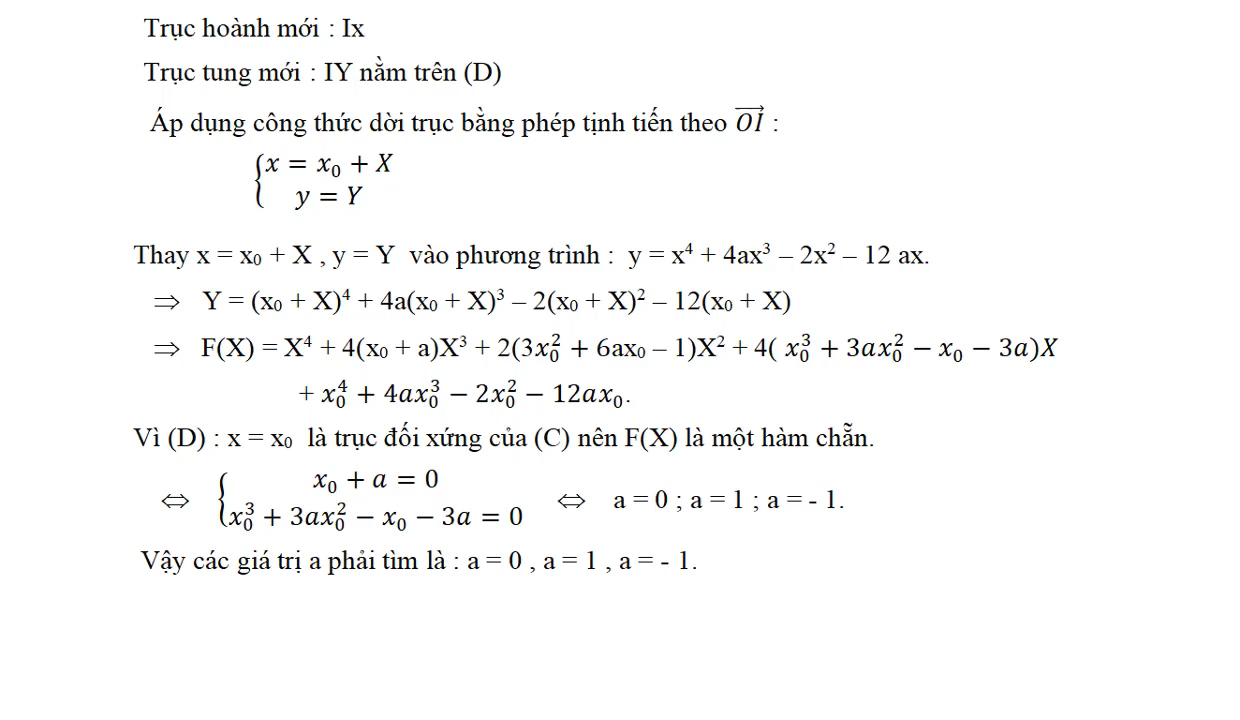 Trục hoành mới : Ix
Trục tung mới : IY nằm trên (D)
Áp dụng công thức dời trục bằng phép tịnh tiến theo $\overrightarrow{OI}$ :
$\begin{cases} x = x_0 + X \\ y = Y \end{cases}$
Thay x = x₀ + X , y = Y vào phương trình : y = x⁴ + 4ax³ – 2x² – 12 ax.
⇒ Y = (x₀ + X)⁴ + 4a(x₀ + X)³ – 2(x₀ + X)² – 12(x₀ + X)
⇒ F(X) = X⁴ + 4(x₀ + a)X³ + 2(3$x_0^2$ + 6ax₀ – 1)X² + 4( $x_0^3 + 3ax_0^2 − x_0 − 3a)X$
+ $x_0^4 + 4ax_0^3 − 2x_0^2 − 12ax_0$.
Vì (D) : x = x₀ là trục đối xứng của (C) nên F(X) là một hàm chẵn.
⇔ $\begin{cases} x_0 + a = 0 \\ x_0^3 + 3ax_0^2 − x_0 − 3a = 0 \end{cases}$ ⇔ a = 0 ; a = 1 ; a = - 1.
Vậy các giá trị a phải tìm là : a = 0 , a = 1 , a = - 1.